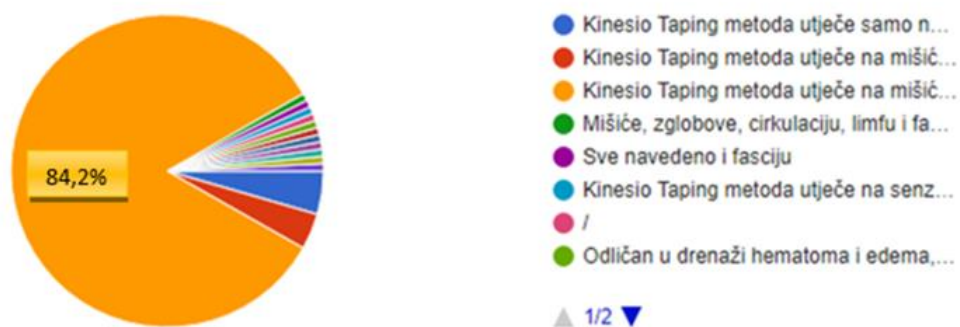 84,2%
Kinesio Taping metoda utječe samo n...
Kinesio Taping metoda utječe na mišić...
Kinesio Taping metoda utječe na mišić...
Mišiće, zglobove, cirkulaciju, limfu i fa...
Sve navedeno i fasciju
Kinesio Taping metoda utječe na senz...
/
Odličan u drenaži hematoma i edema,...
1/2